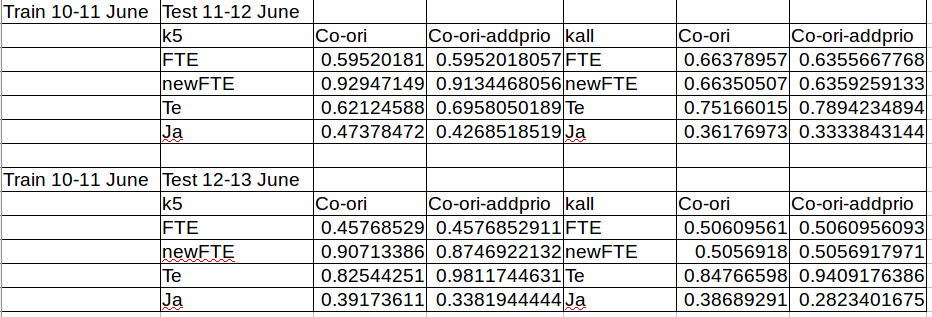 Train 10-11 June Test 11-12 June
k5 Co-ori Co-ori-addprio kall Co-ori Co-ori-addprio
FTE 0.59520181 0.5952018057 FTE 0.66378957 0.6355667768
newFTE 0.92947149 0.9134468056 newFTE 0.66350507 0.6359259133
Te 0.62124588 0.6958050189 Te 0.75166015 0.7894234894
Ja 0.47378472 0.4268518519 Ja 0.36176973 0.3333843144
Train 10-11 June Test 12-13 June
k5 Co-ori Co-ori-addprio kall Co-ori Co-ori-addprio
FTE 0.45768529 0.4576852911 FTE 0.50609561 0.5060956093
newFTE 0.90713386 0.8746922132 newFTE 0.5056918 0.5056917971
Te 0.82544251 0.9811744631 Te 0.84766598 0.9409176386
Ja 0.39173611 0.3381944444 Ja 0.38689291 0.2823401675